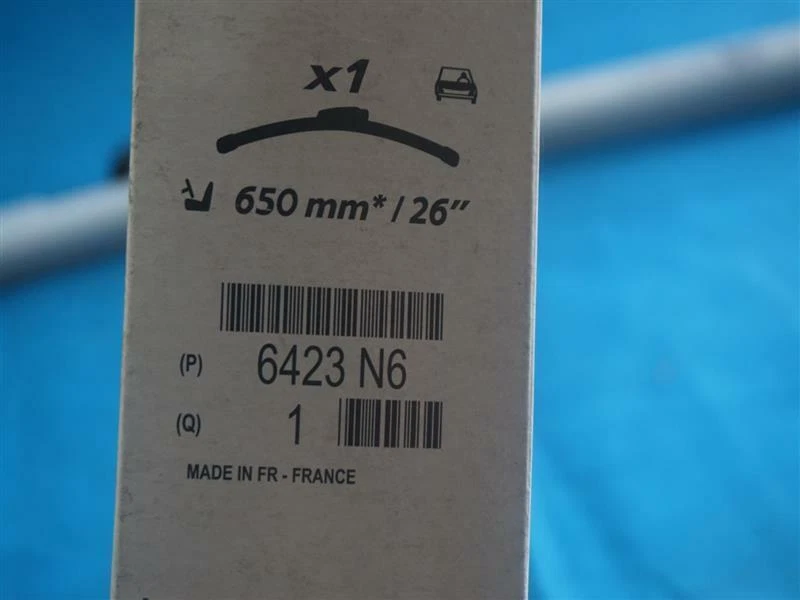 x1
650 mm* / 26"
(P) 6423 N6
(Q) 1
MADE IN FR - FRANCE